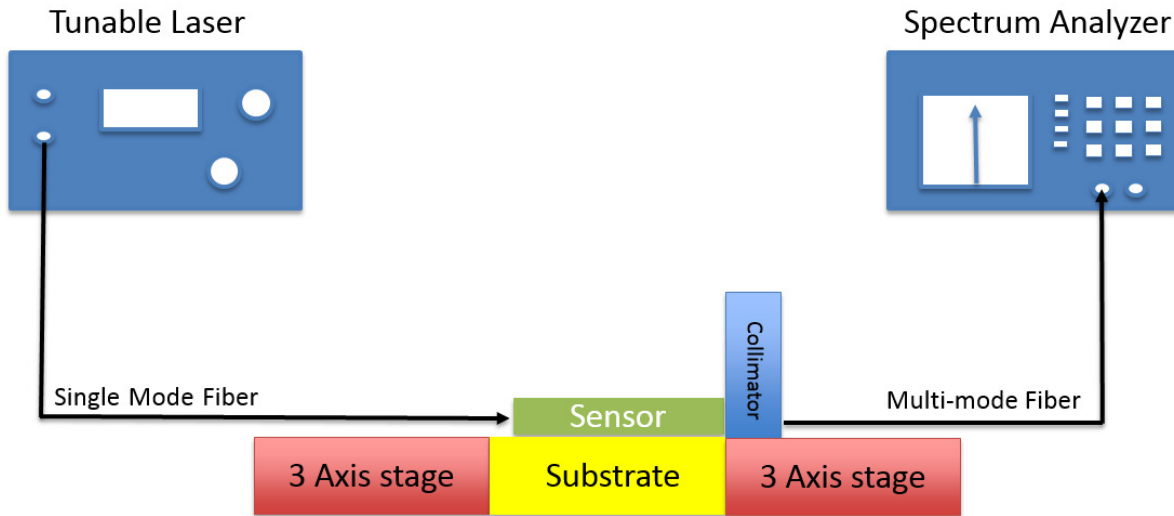 Tunable Laser
Spectrum Analyzer
Single Mode Fiber
Sensor
Collimator
Multi-mode Fiber
3 Axis stage
Substrate
3 Axis stage